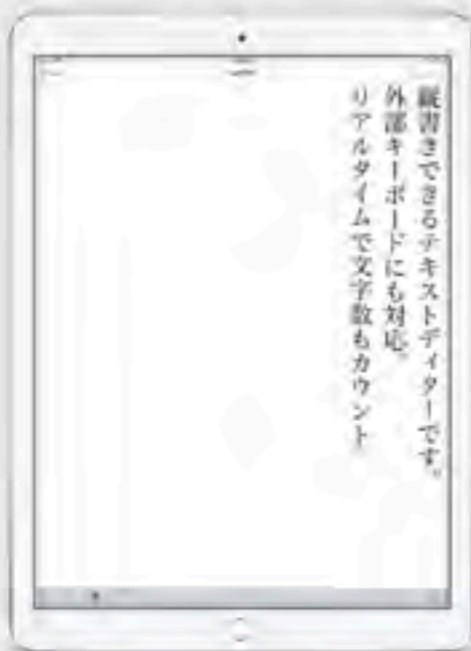 縦書きできるテキストディターです。
外部キーボードにも対応。
リアルタイムで文字数もカウント